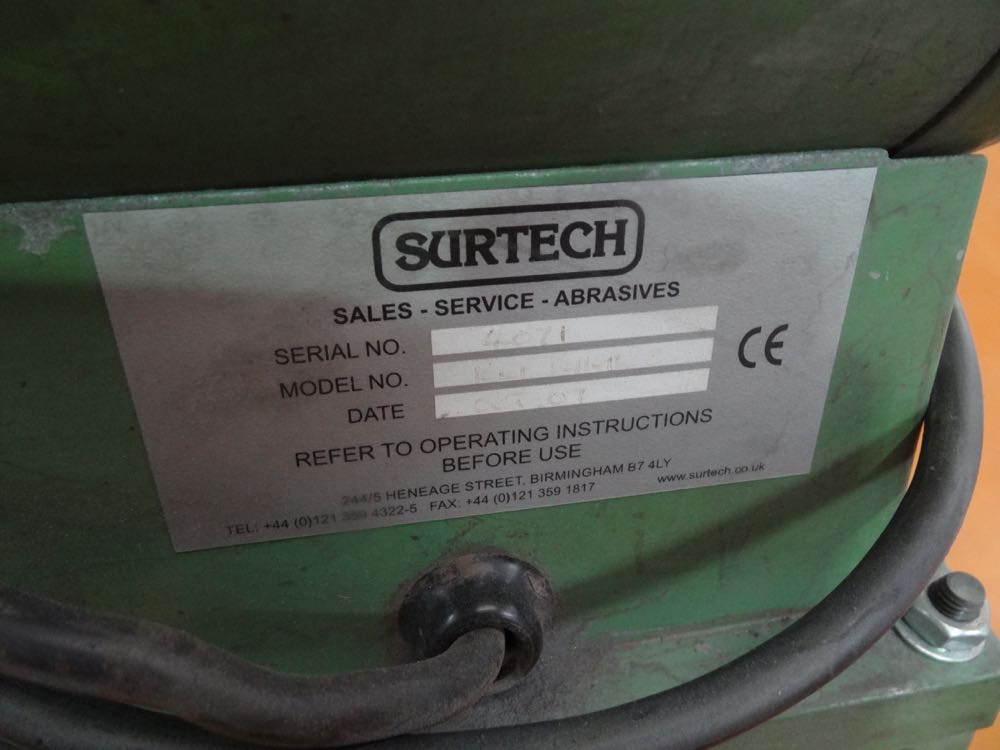 SURTECH
SALES - SERVICE - ABRASIVES
SERIAL NO. 4071
MODEL NO.
DATE 07
CE
REFER TO OPERATING INSTRUCTIONS
BEFORE USE
244/5 HENEAGE STREET, BIRMINGHAM B7 4LY
TEL: +44 (0)121 359 4322-5 FAX: +44 (0)121 359 1817
www.surtech.co.uk